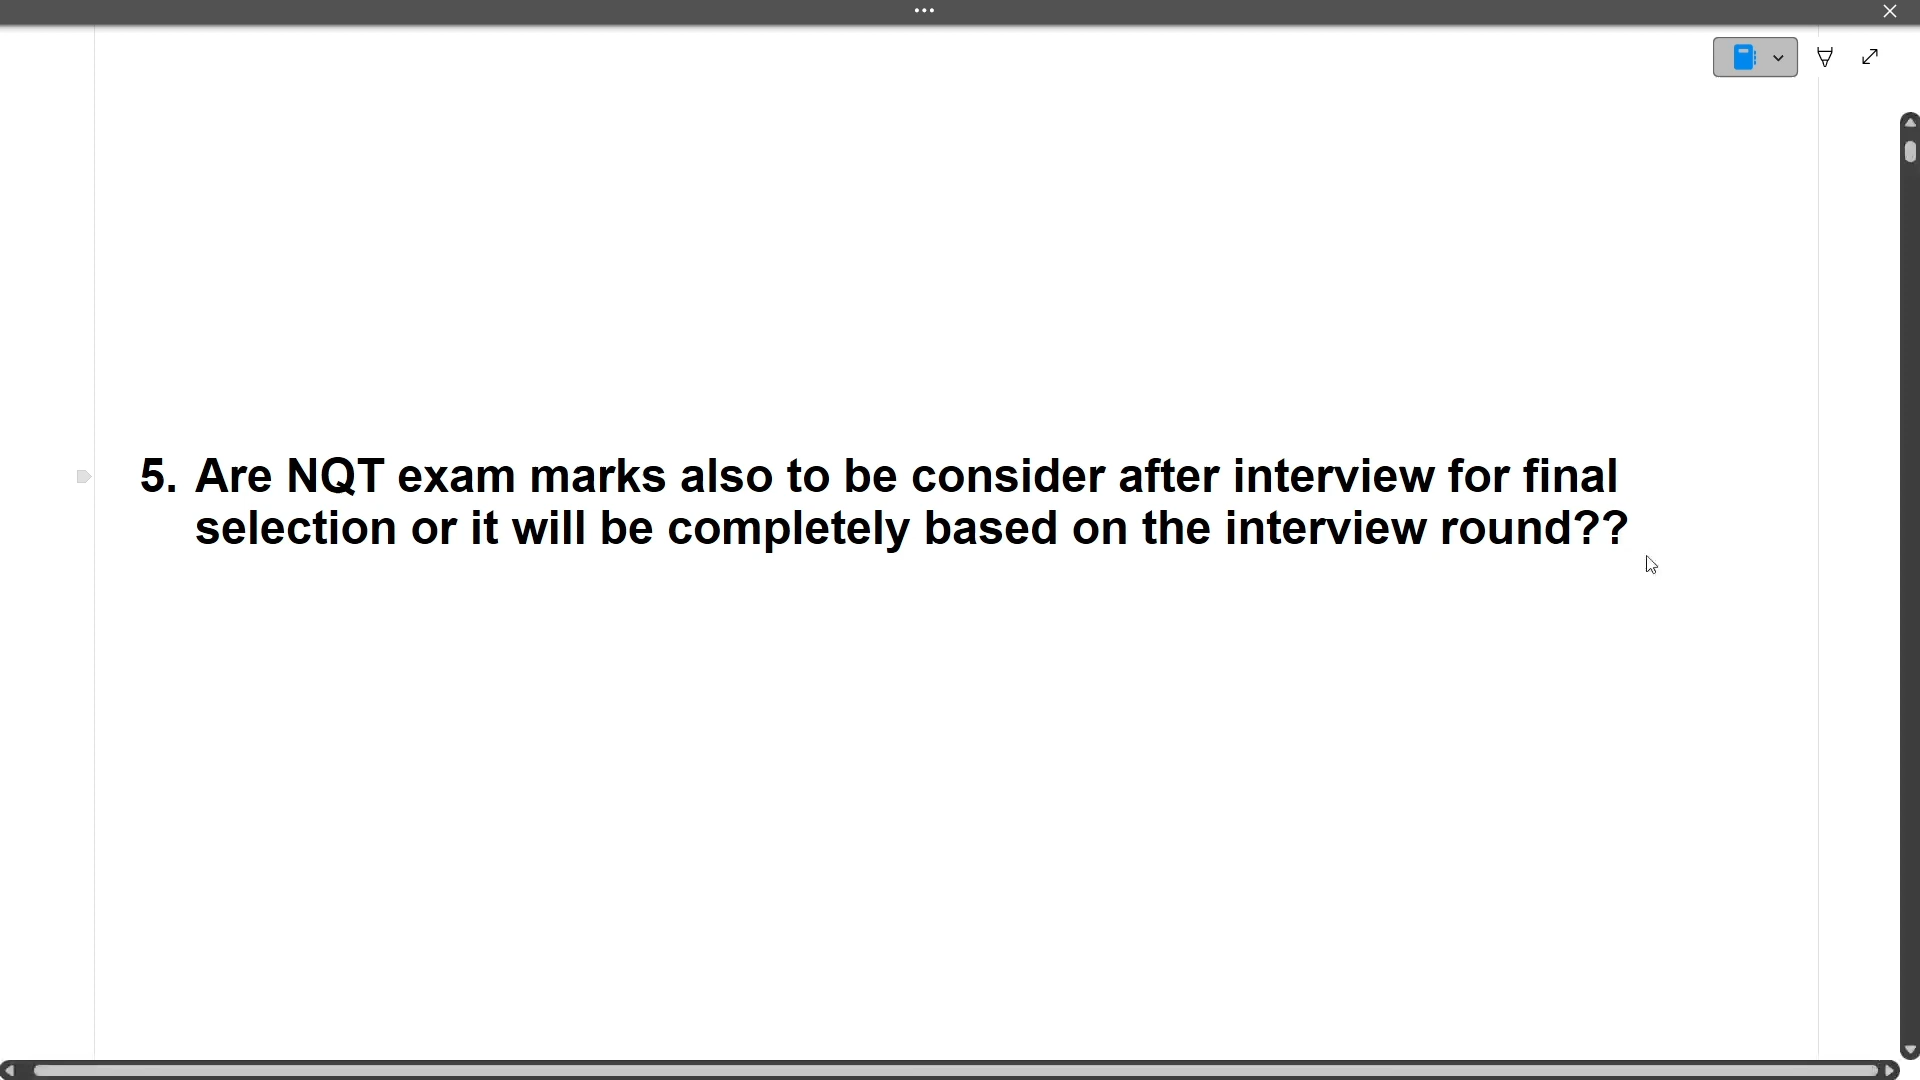 5. Are NQT exam marks also to be consider after interview for final
selection or it will be completely based on the interview round??